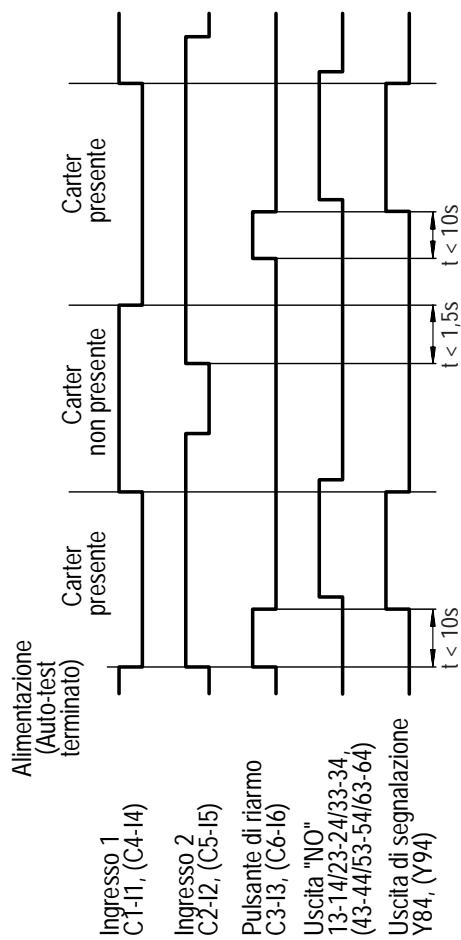 Alimentazione
(Auto-test
terminato)
Carter
presente
Carter
non presente
Carter
presente
Ingresso 1
C1-I1, (C4-I4)
Ingresso 2
C2-I2, (C5-I5)
Pulsante di riarmo
C3-I3, (C6-I6)
Uscita "NO"
13-14/23-24/33-34,
(43-44/53-54/63-64)
Uscita di segnalazione
Y84, (Y94)
t < 10s
t < 1,5s
t < 10s